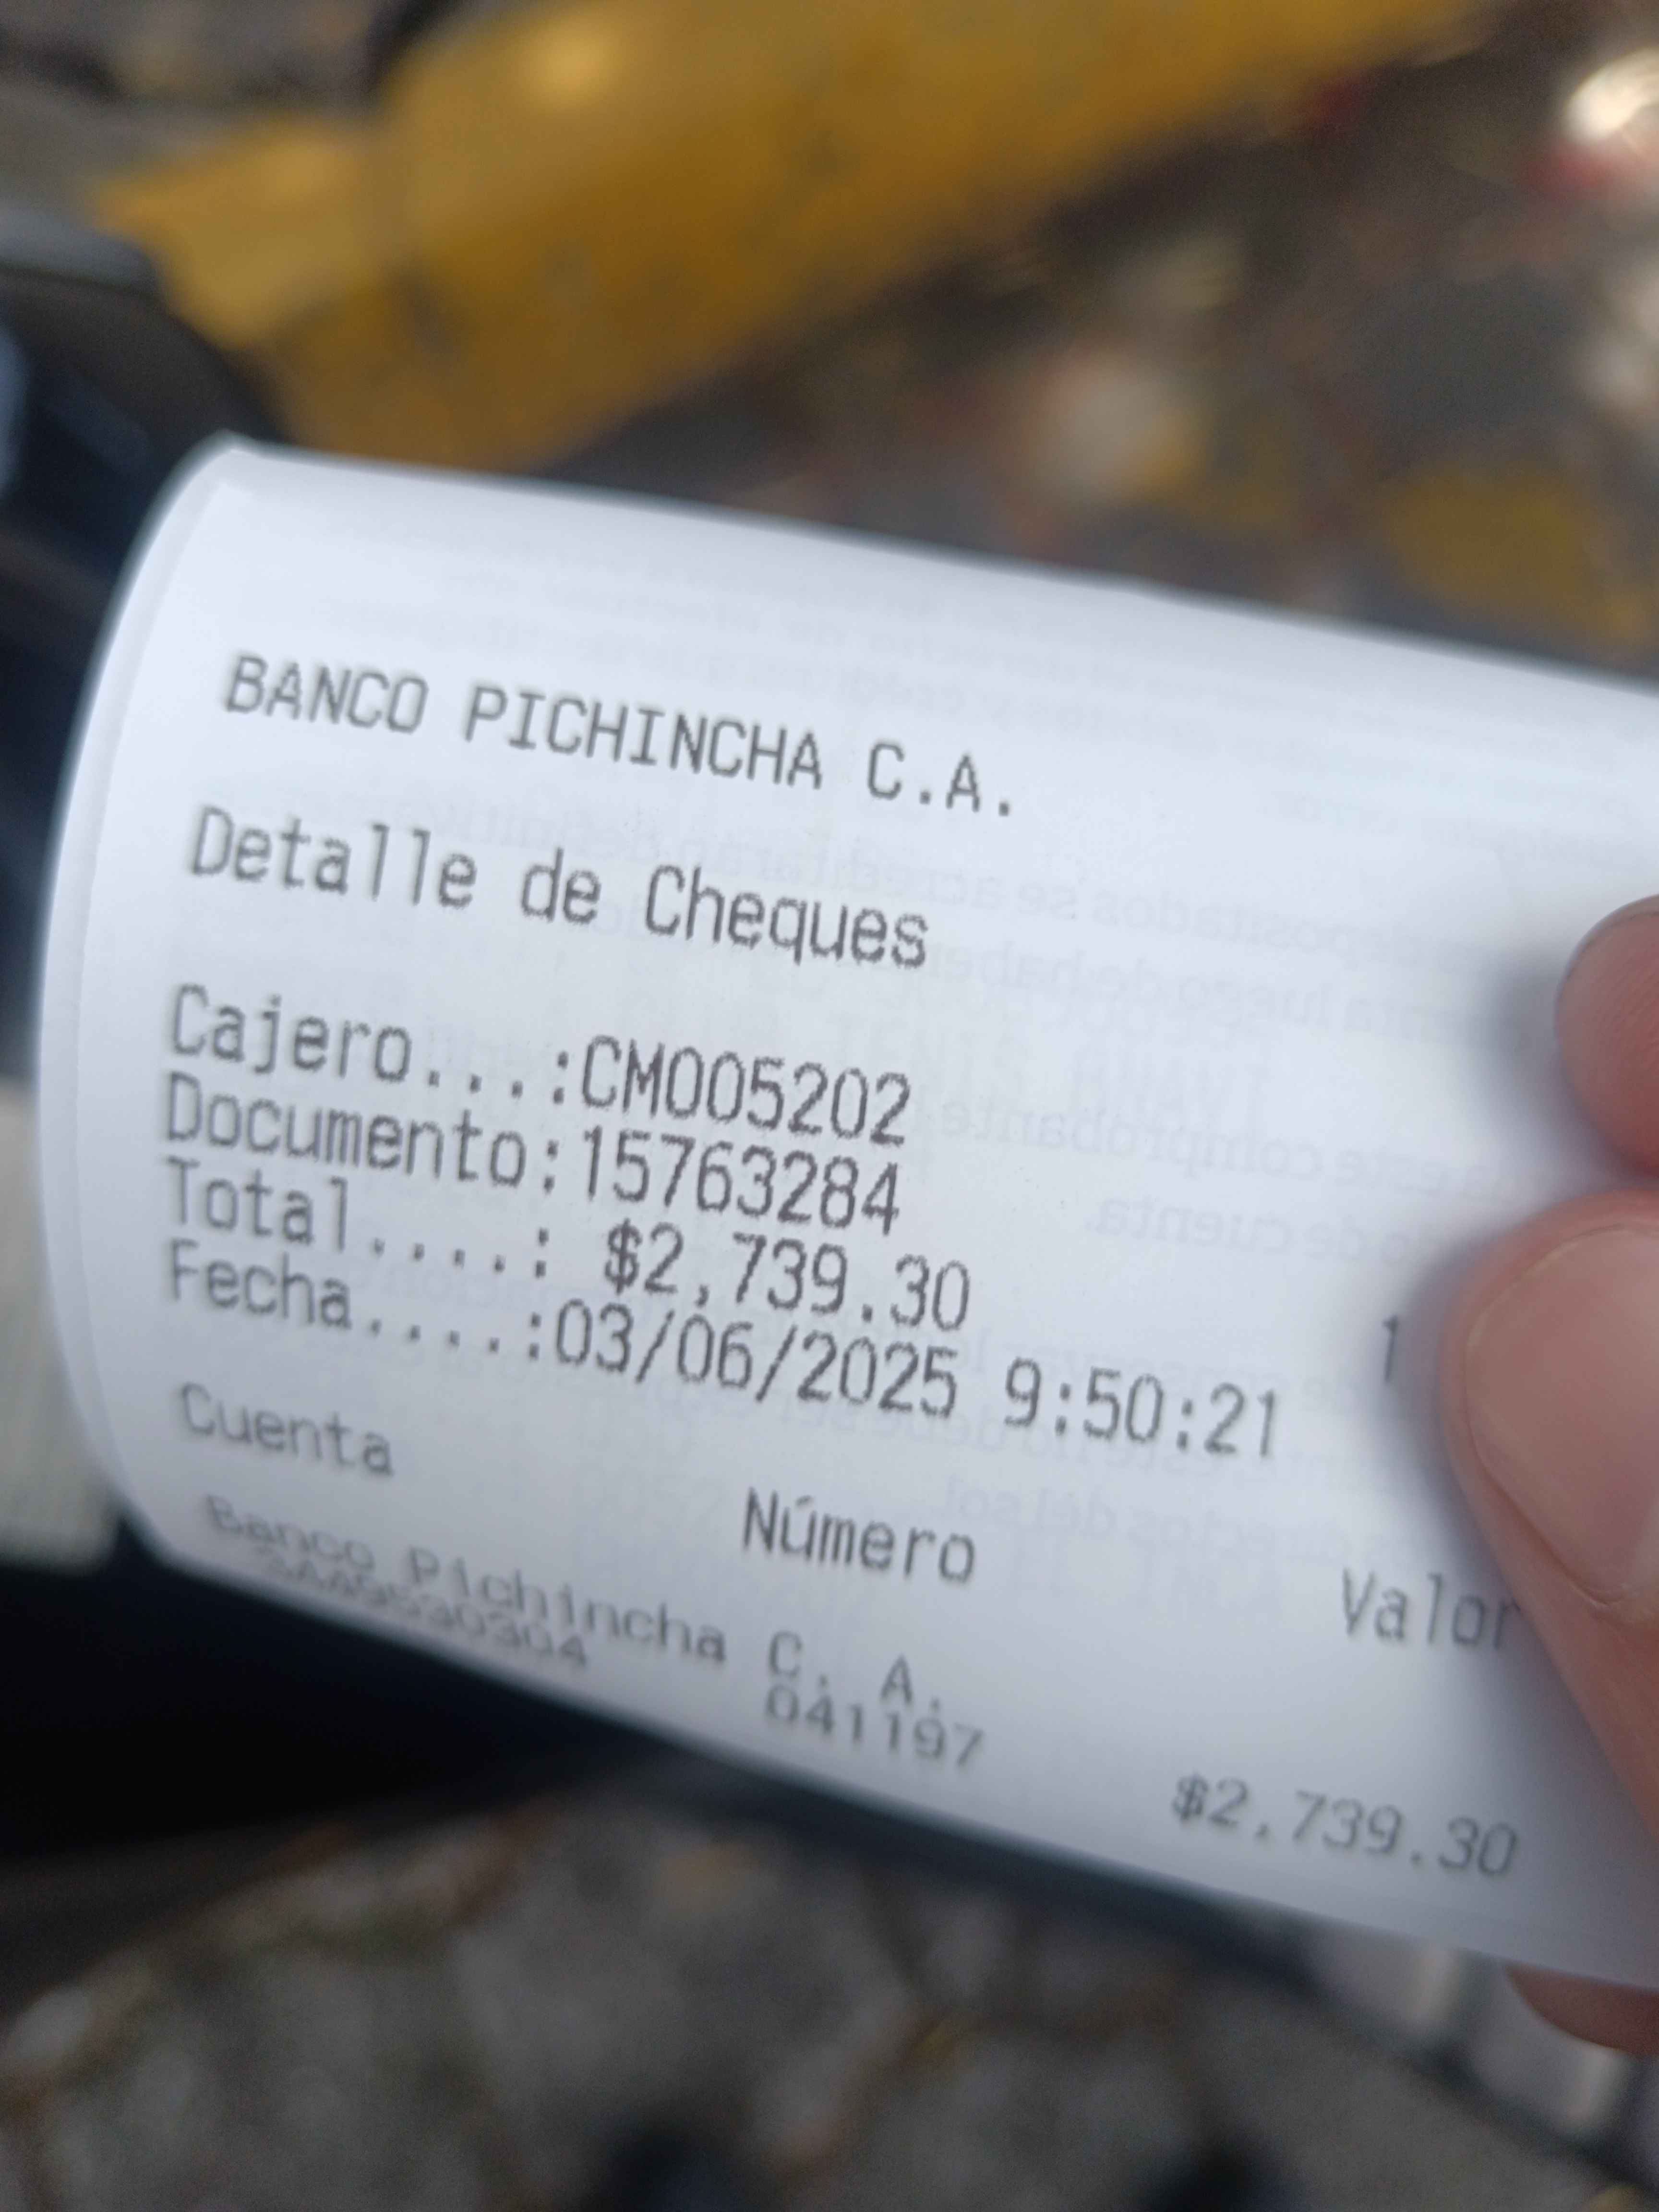 BANCO PICHINCHA C.A.
Detalle de Cheques
Cajero...:CM005202
Documento:15763284
Total....: $2,739.30 1
Fecha....:03/06/2025 9:50:21
Cuenta Número Valor
Banco Pichincha C. A.
041197 $2,739.30